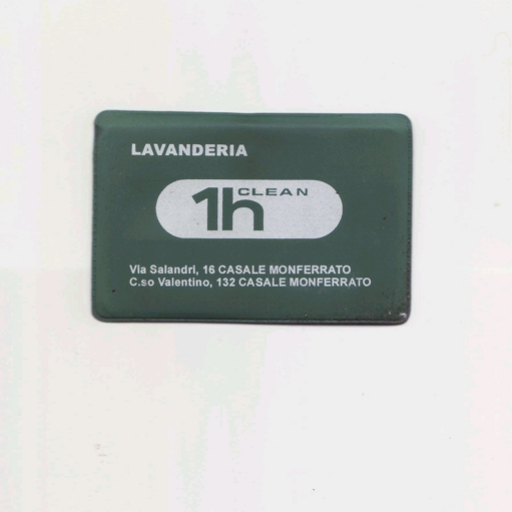 LAVANDERIA
1h CLEAN
Via Salandri, 16 CASALE MONFERRATO
C.so Valentino, 132 CASALE MONFERRATO